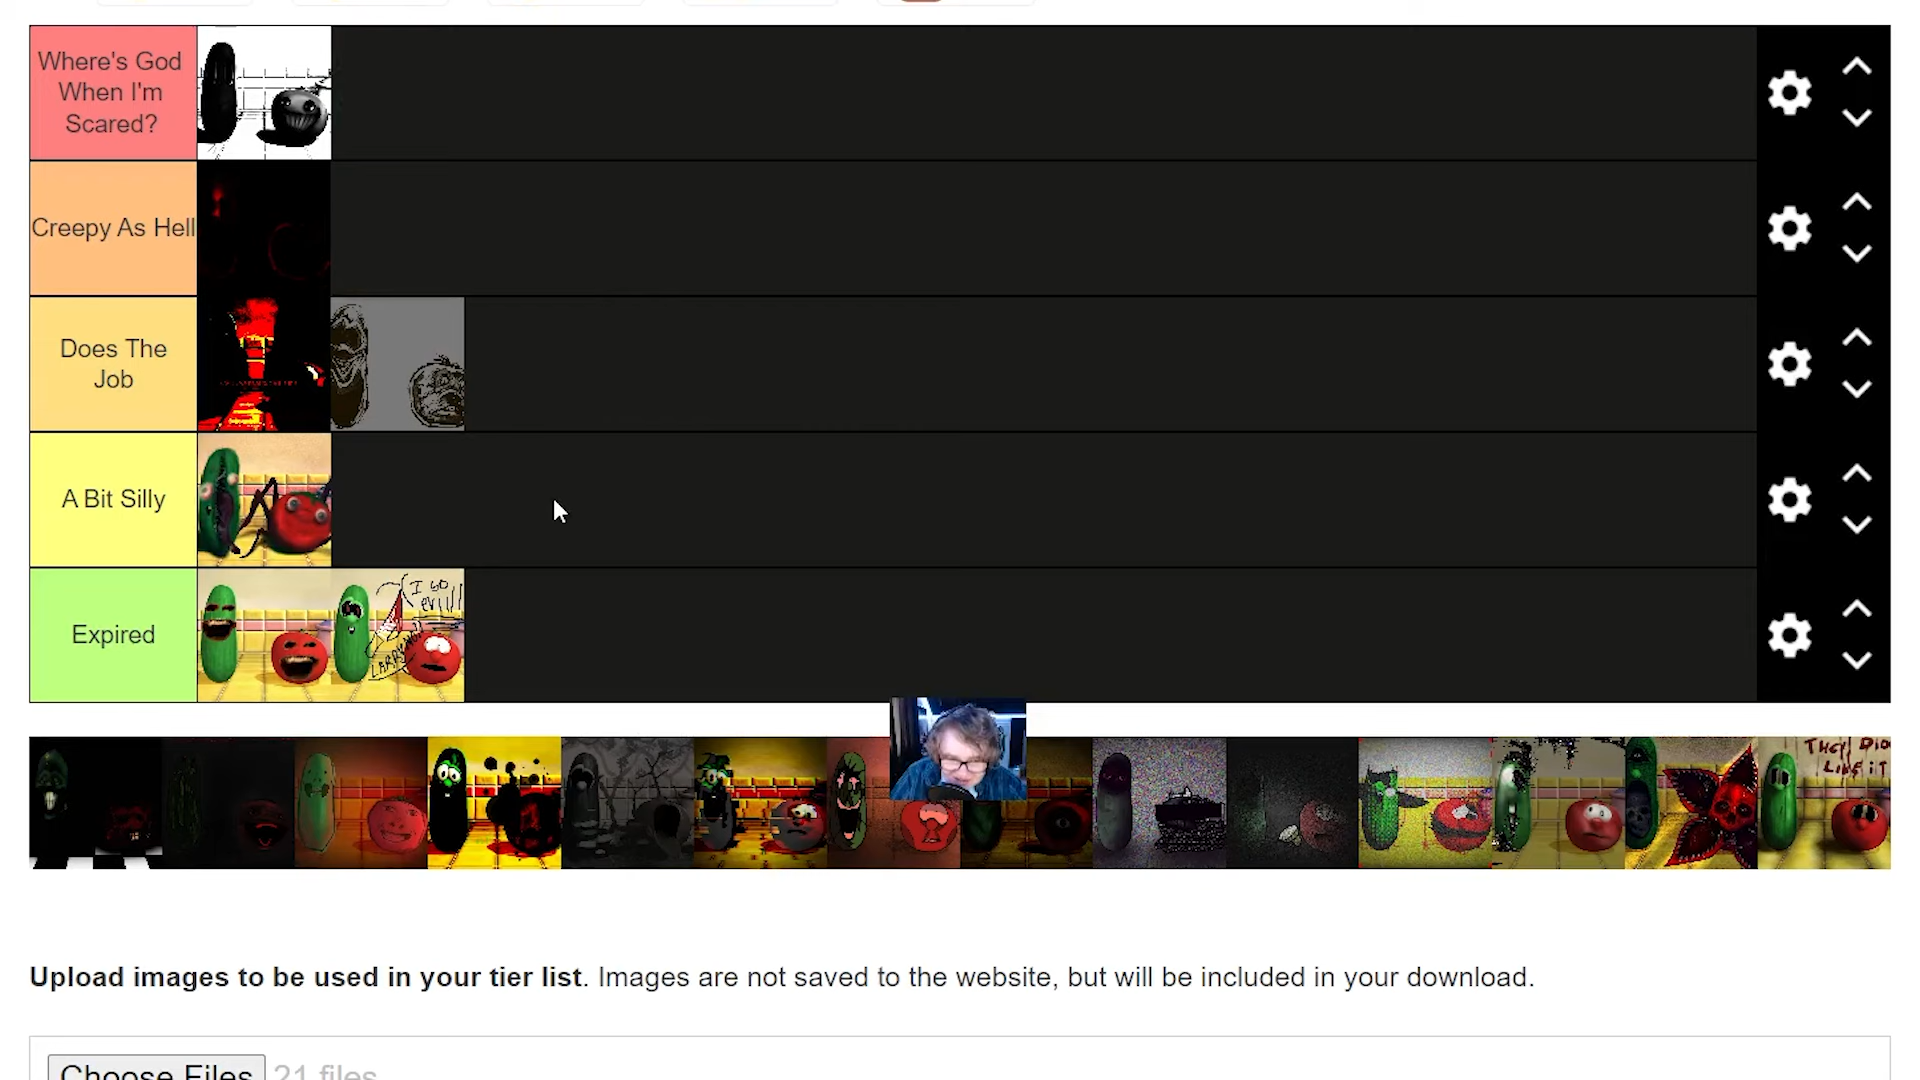 Where's God
When I'm
Scared?
Creepy As Hell
Does The
Job
A Bit Silly
Expired
I GO
EVIL!!
LARRY NO!!
THEY DID
LIKE IT
Upload images to be used in your tier list. Images are not saved to the website, but will be included in your download.
Choose Files 21 files